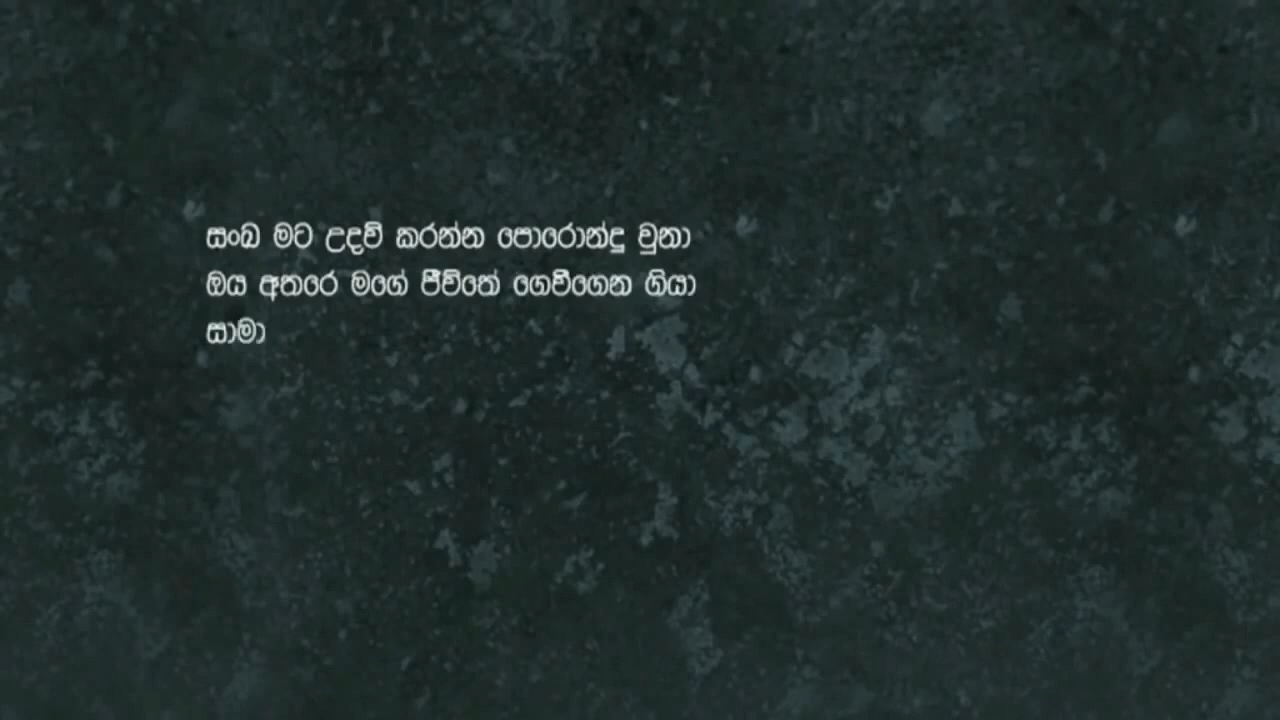 සංඛ මට උදව් කරන්න පොරොන්දු වුනා
ඔය අතරෙ මගේ ජීවිතේ ගෙවීගෙන ගියා
සාමා